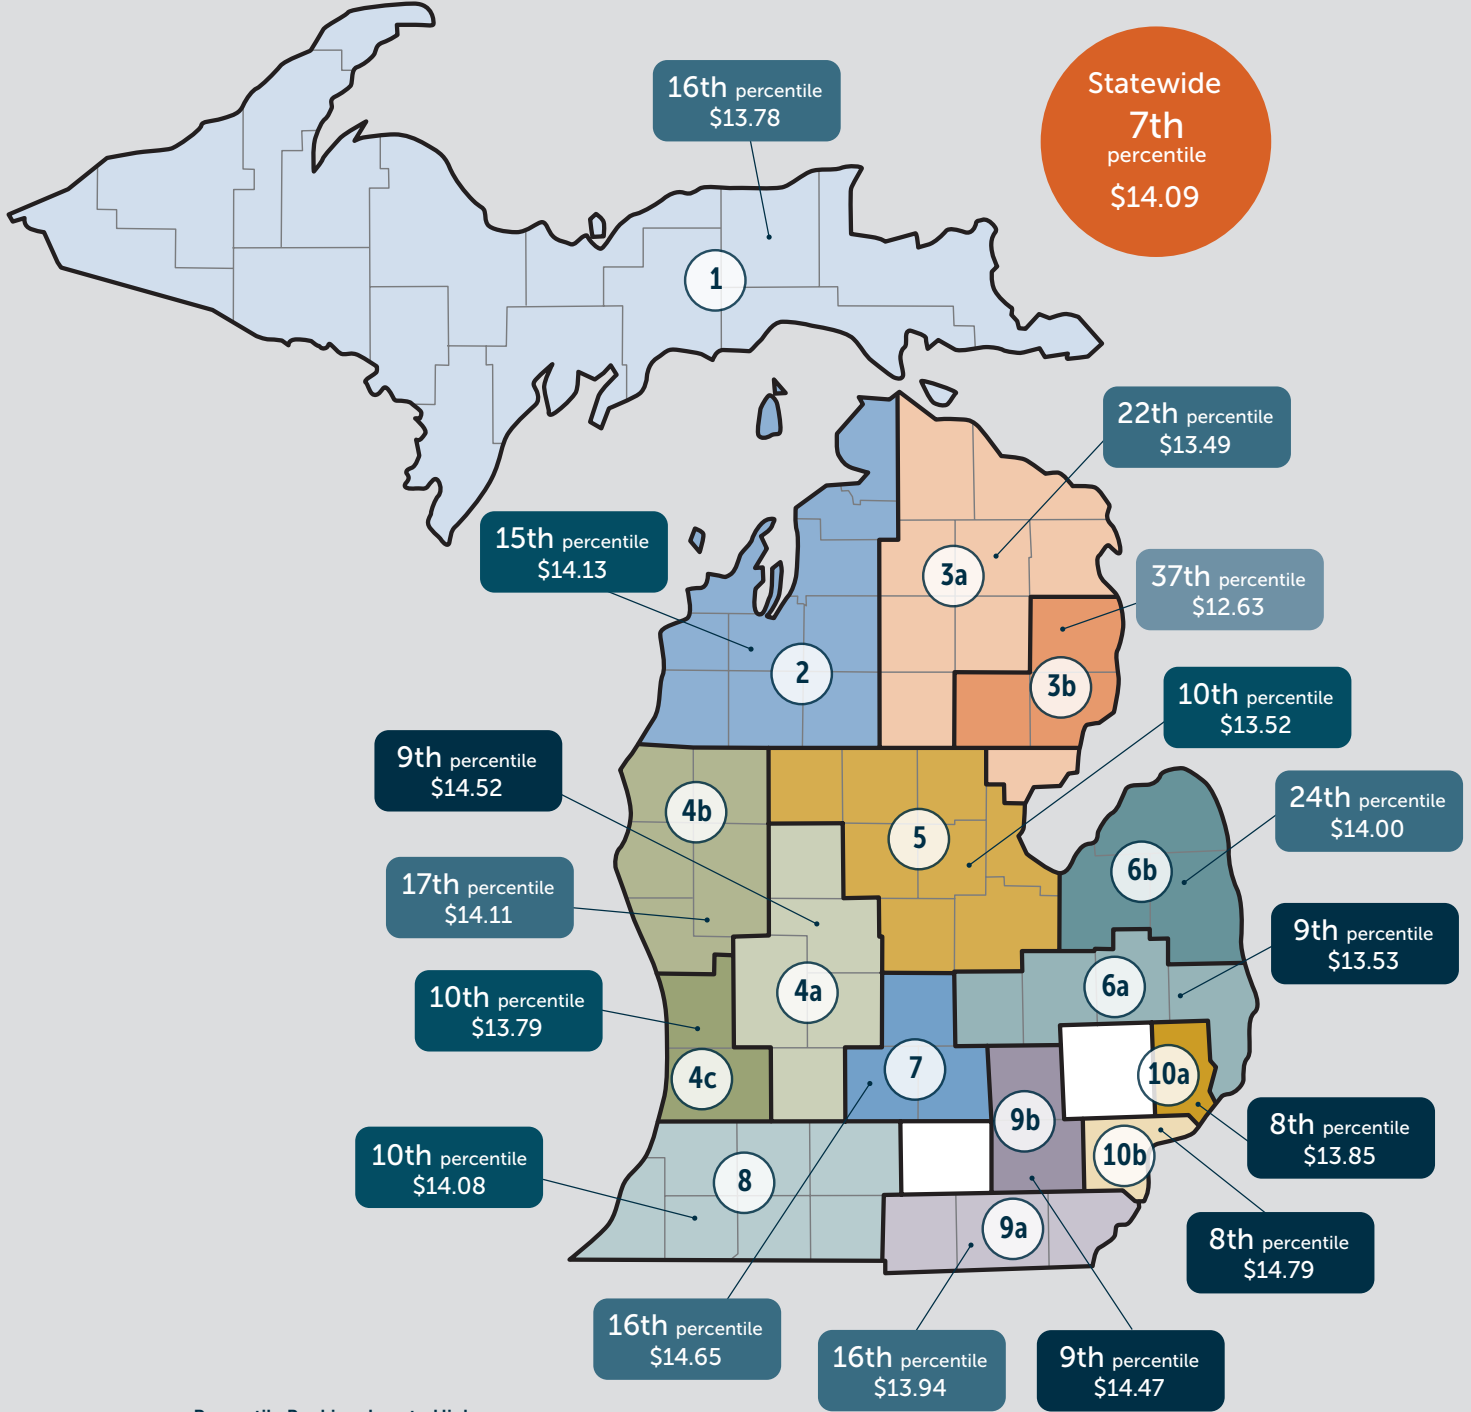 16th percentile
$13.78
Statewide
7th
percentile
$14.09
1
22th percentile
$13.49
15th percentile
$14.13
3a
37th percentile
$12.63
2
3b
10th percentile
$13.52
9th percentile
$14.52
4b
5
24th percentile
$14.00
6b
17th percentile
$14.11
9th percentile
$13.53
4a
6a
10th percentile
$13.79
4c
7
10a
9b
8th percentile
$13.85
10th percentile
$14.08
8
10b
9a
8th percentile
$14.79
16th percentile
$14.65
16th percentile
$13.94
9th percentile
$14.47